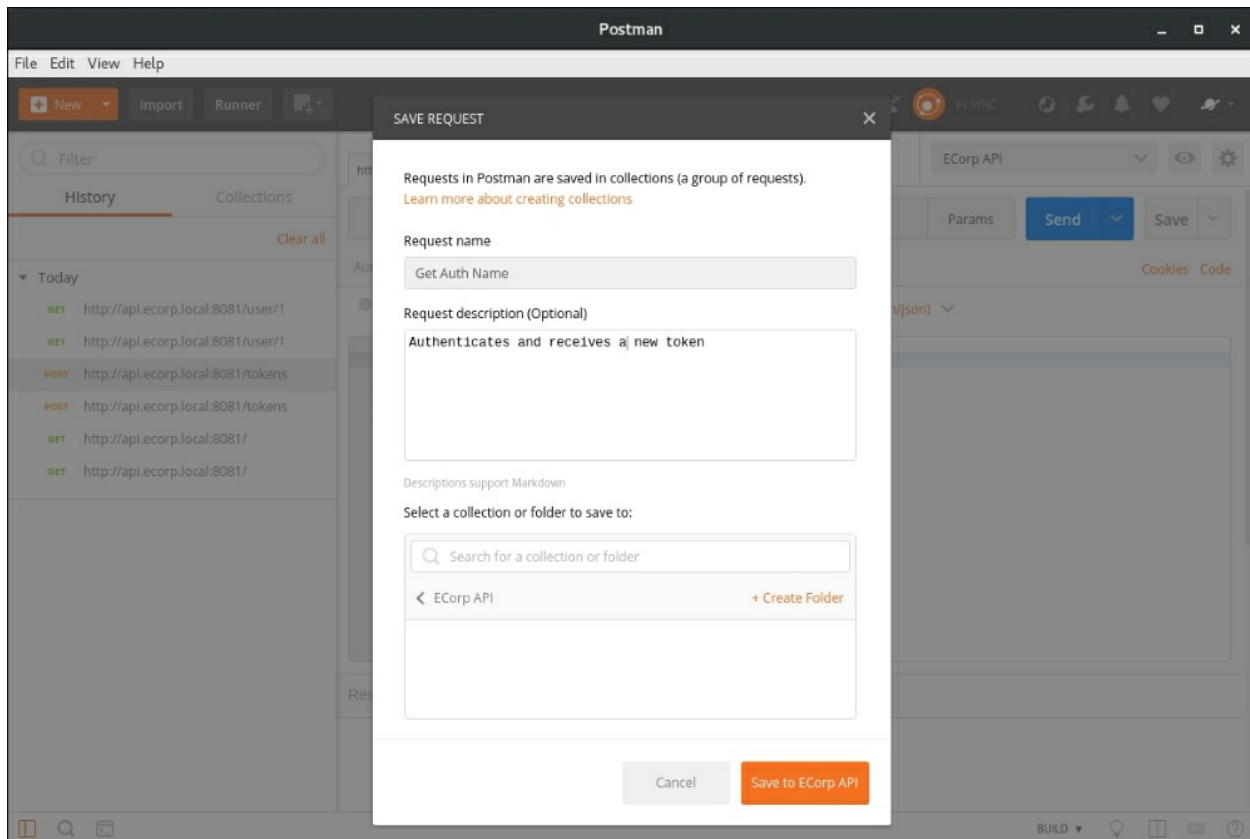 Postman
File Edit View Help
New
Import
Runner
IN SYNC
SAVE REQUEST
Filter
History
Collections
Clear all
Today
GET http://api.ecorp.local:8081/user/1
GET http://api.ecorp.local:8081/user/1
POST http://api.ecorp.local:8081/tokens
POST http://api.ecorp.local:8081/tokens
GET http://api.ecorp.local:8081/
GET http://api.ecorp.local:8081/
Requests in Postman are saved in collections (a group of requests).
Learn more about creating collections
Request name
Get Auth Name
Request description (Optional)
Authenticates and receives a new token
Descriptions support Markdown
Select a collection or folder to save to:
Search for a collection or folder
ECorp API
+ Create Folder
Cancel
Save to ECorp API
htt
Aut
Res
ECorp API
Params
Send
Save
Cookies Code
n/json)
BUILD